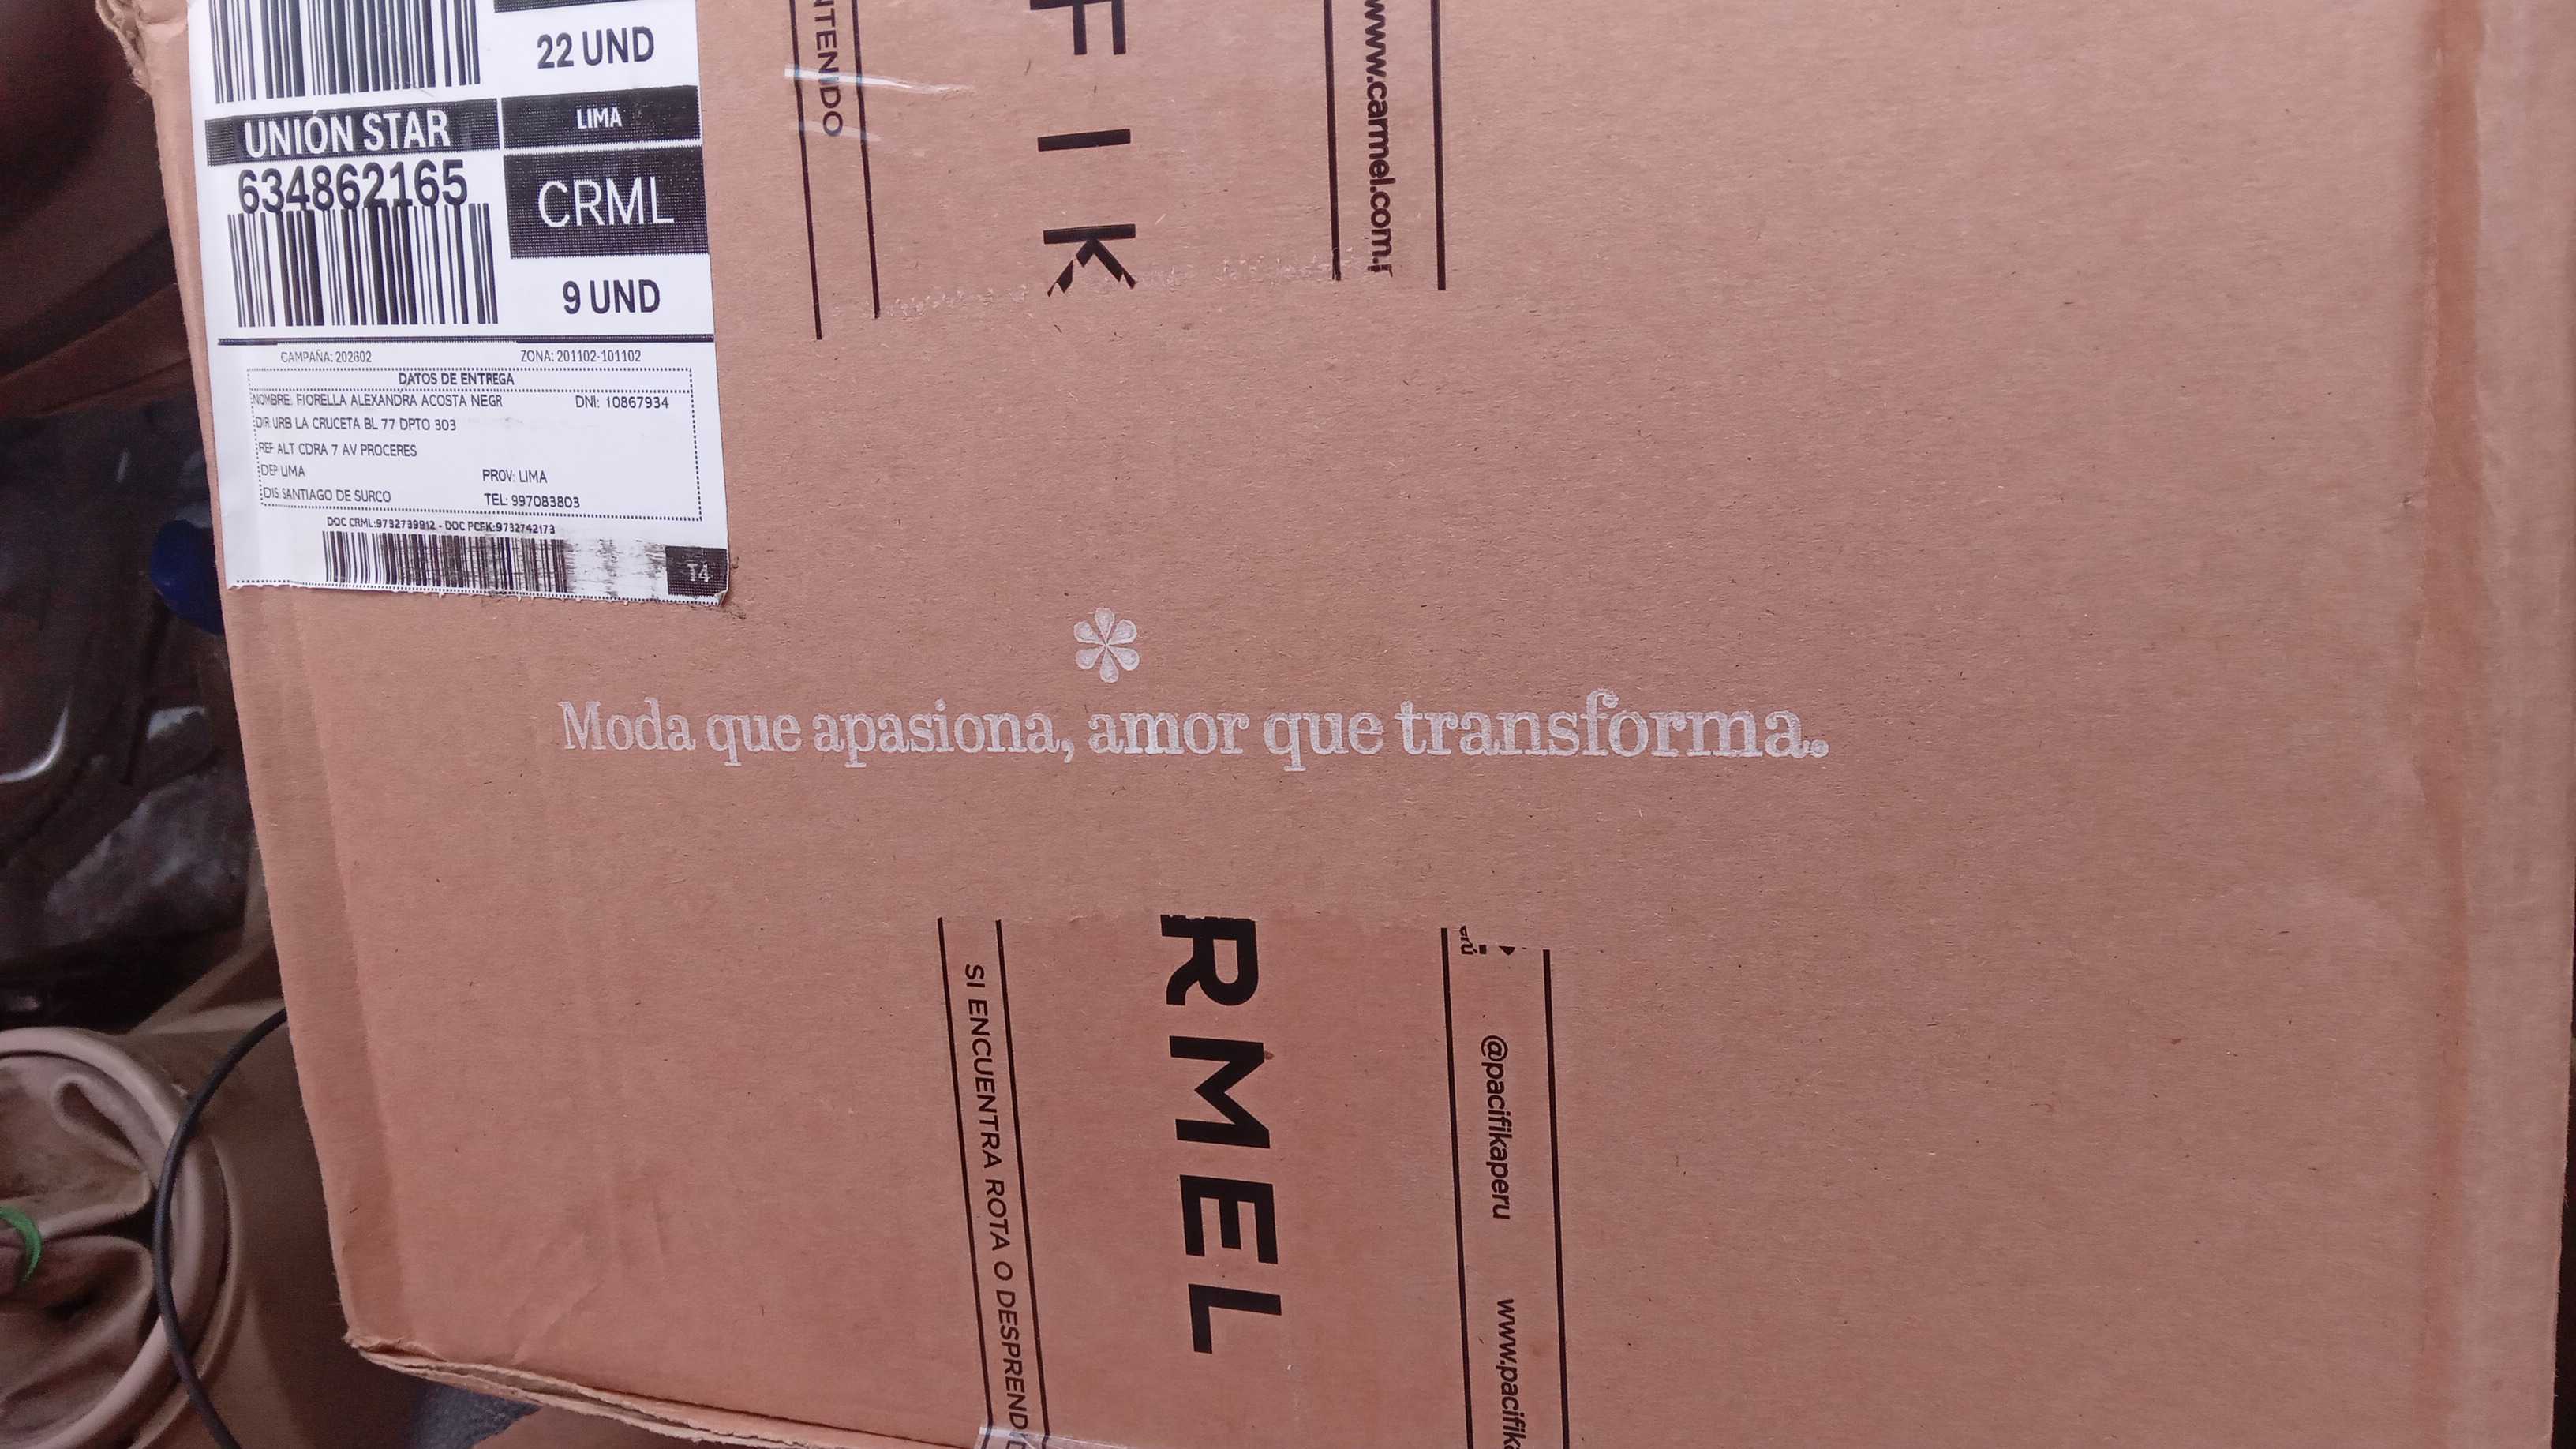 22 UND
UNIÓN STAR
LIMA
634862165
CRML
9 UND
CAMPAÑA: 202602
ZONA: 201102-101102
DATOS DE ENTREGA
NOMBRE: FIORELLA ALEXANDRA ACOSTA NEGR
DNI: 10867934
DIR URB LA CRUCETA BL 77 DPTO 303
REF ALT CDRA 7 AV PROCERES
DEP LIMA
PROV: LIMA
DIS SANTIAGO DE SURCO
TEL: 997083803
DOC CRML:9732739912 - DOC PCFK:9732742173
T4
NTENIDO
FIK
www.carmel.com.
Moda que apasiona, amor que transforma.
SI ENCUENTRA ROTA O DESPREND
RMEL
@pacifikaperu
www.pacifik